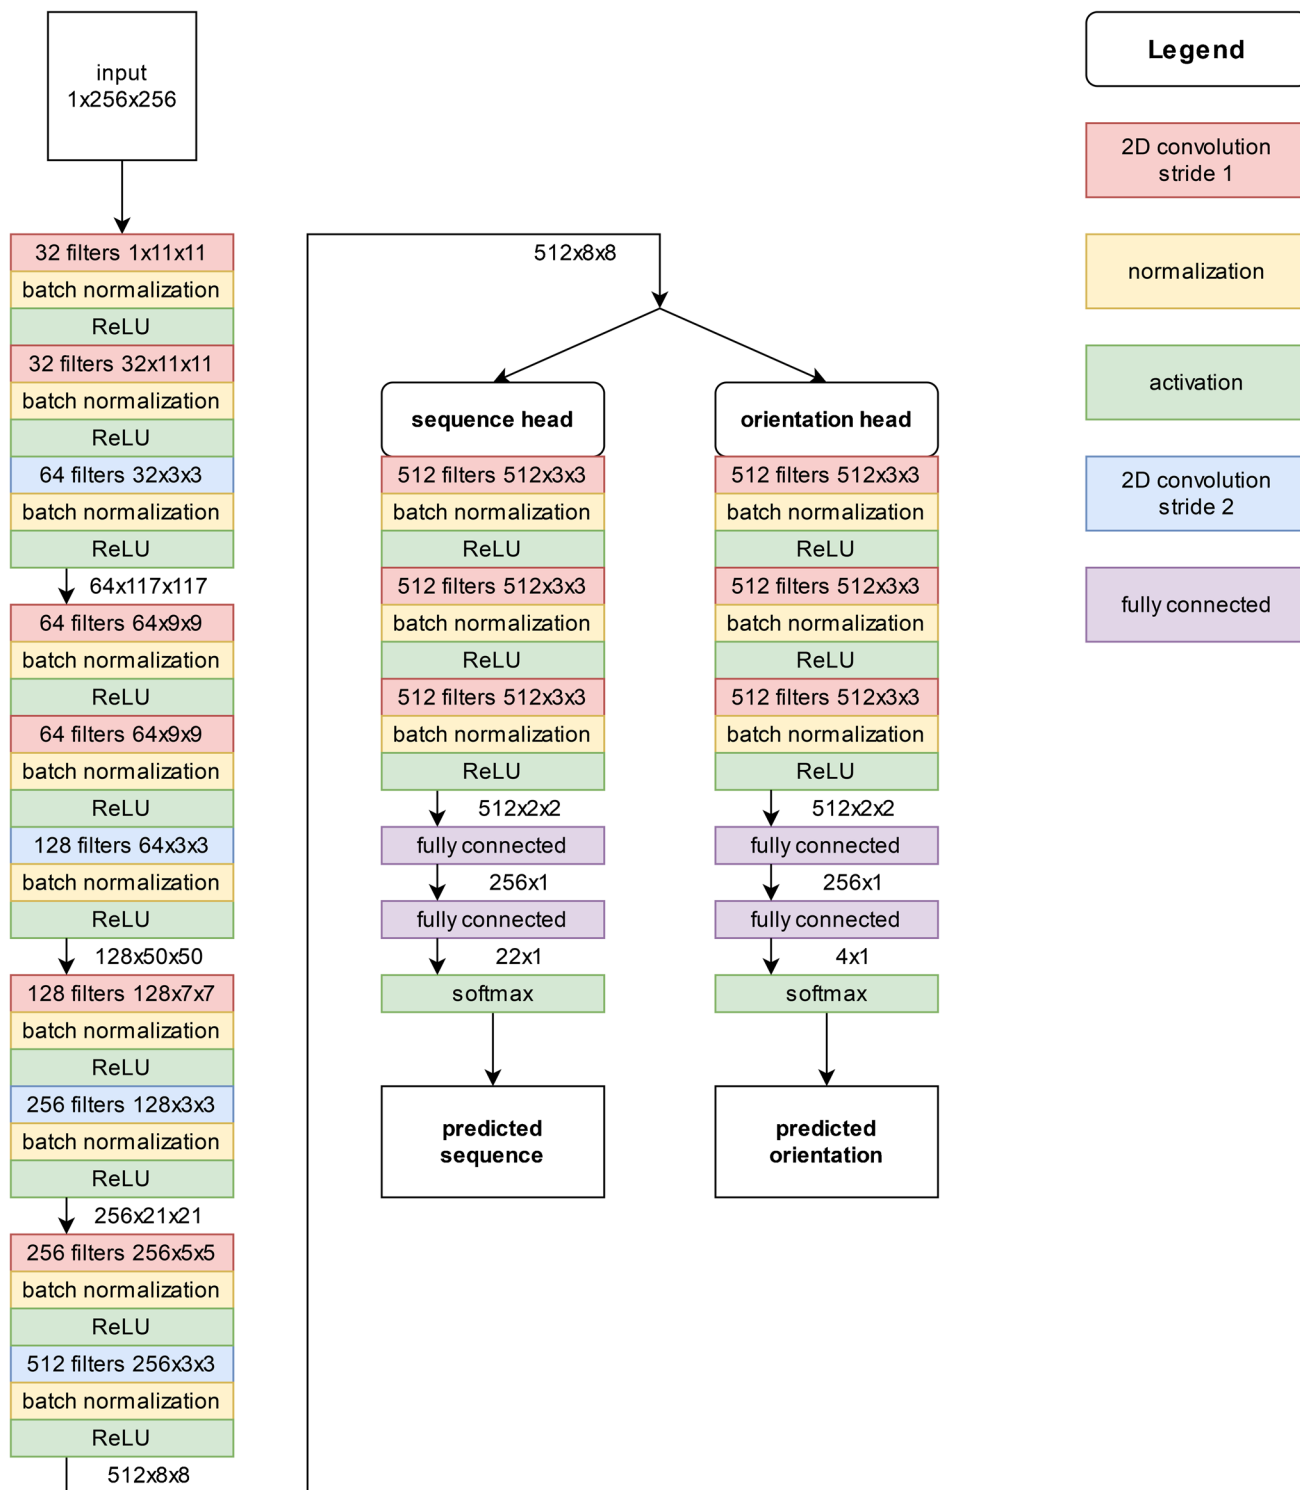 input
1x256x256
32 filters 1x11x11
batch normalization
ReLU
32 filters 32x11x11
batch normalization
ReLU
64 filters 32x3x3
batch normalization
ReLU
64x117x117
64 filters 64x9x9
batch normalization
ReLU
64 filters 64x9x9
batch normalization
ReLU
128 filters 64x3x3
batch normalization
ReLU
128x50x50
128 filters 128x7x7
batch normalization
ReLU
256 filters 128x3x3
batch normalization
ReLU
256x21x21
256 filters 256x5x5
batch normalization
ReLU
512 filters 256x3x3
batch normalization
ReLU
512x8x8
512x8x8
sequence head
512 filters 512x3x3
batch normalization
ReLU
512 filters 512x3x3
batch normalization
ReLU
512 filters 512x3x3
batch normalization
ReLU
512x2x2
fully connected
256x1
fully connected
22x1
softmax
predicted
sequence
orientation head
512 filters 512x3x3
batch normalization
ReLU
512 filters 512x3x3
batch normalization
ReLU
512 filters 512x3x3
batch normalization
ReLU
512x2x2
fully connected
256x1
fully connected
4x1
softmax
predicted
orientation
Legend
2D convolution
stride 1
normalization
activation
2D convolution
stride 2
fully connected